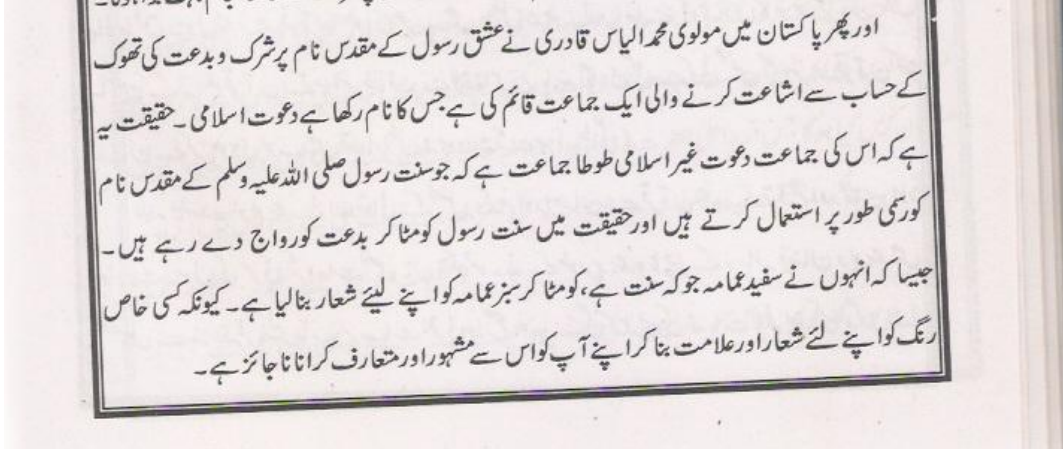 اور پھر پاکستان میں مولوی محمد الیاس قادری نے عشق رسول کے مقدس نام پر شرک و بدعت کی تھوک
کے حساب سے اشاعت کرنے والی ایک جماعت قائم کی ہے جس کا نام رکھا ہے دعوت اسلامی ۔ حقیقت یہ
ہے کہ اس کی جماعت دعوت غیر اسلامی طوطا جماعت ہے کہ جو سنت رسول صلی اللہ علیہ وسلم کے مقدس نام
کو رسمی طور پر استعمال کرتے ہیں اور حقیقت میں سنت رسول کو مٹا کر بدعت کو رواج دے رہے ہیں ۔
جیسا کہ انہوں نے سفید عمامہ جو کہ سنت ہے، کو مٹا کر سبز عمامہ کو اپنے لیئے شعار بنالیا ہے ۔ کیونکہ کسی خاص
رنگ کو اپنے لئے شعار اور علامت بنا کر اپنے آپ کو اس سے مشہور اور متعارف کرانا ناجائز ہے ۔